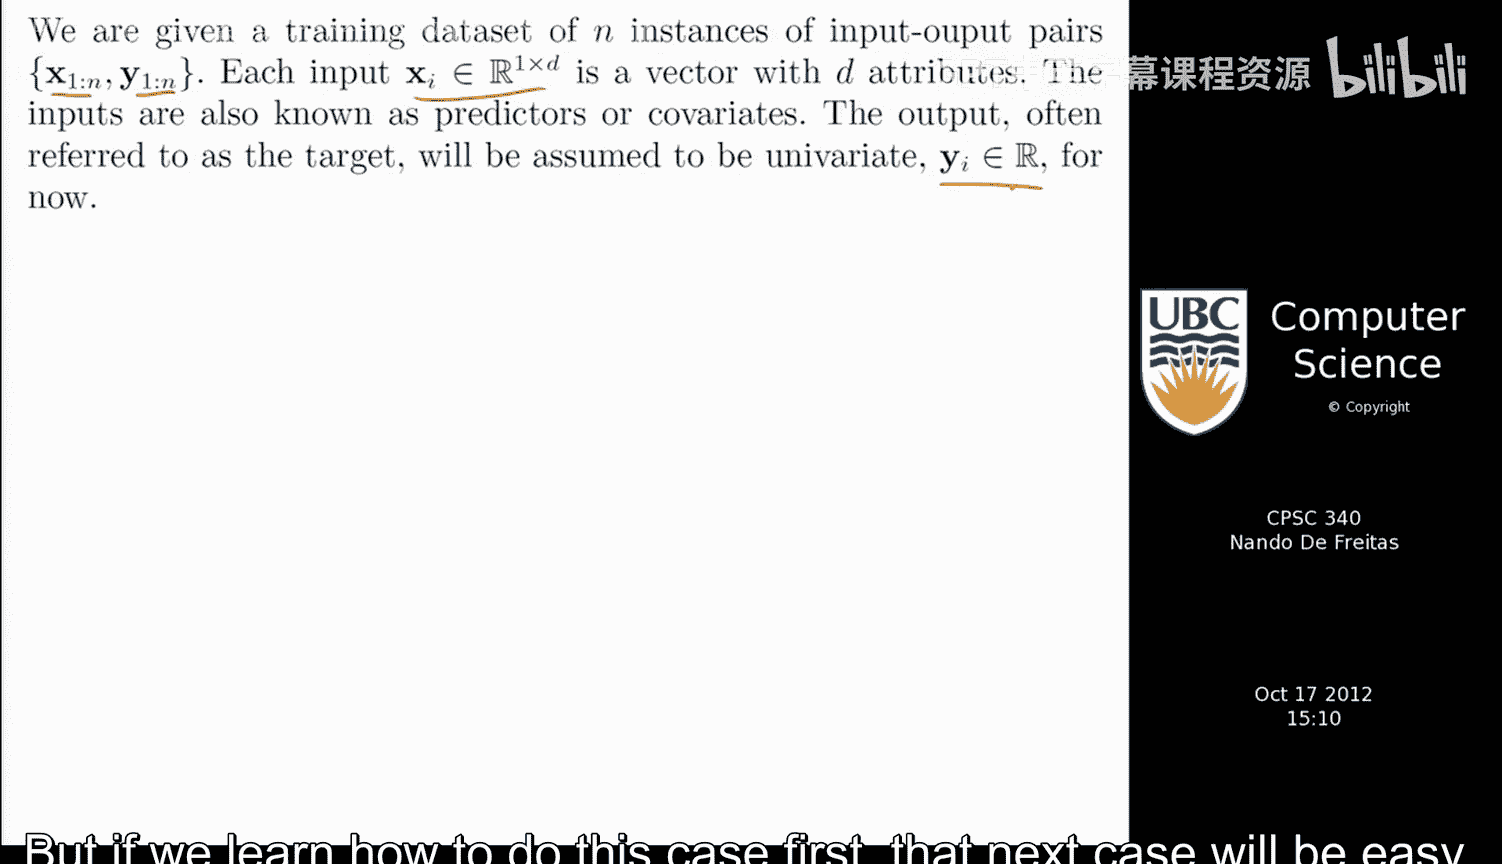 We are given a training dataset of n instances of input-ouput pairs
{x₁:ₙ, y₁:ₙ}. Each input xᵢ ∈ ℝ¹ˣᵈ is a vector with d attributes. The
inputs are also known as predictors or covariates. The output, often
referred to as the target, will be assumed to be univariate, yᵢ ∈ ℝ, for
now.
幕课程资源 bilibili
UBC
Computer
Science
© Copyright
CPSC 340
Nando De Freitas
Oct 17 2012
15:10
But if we learn how to do this case first, that next case will be easy